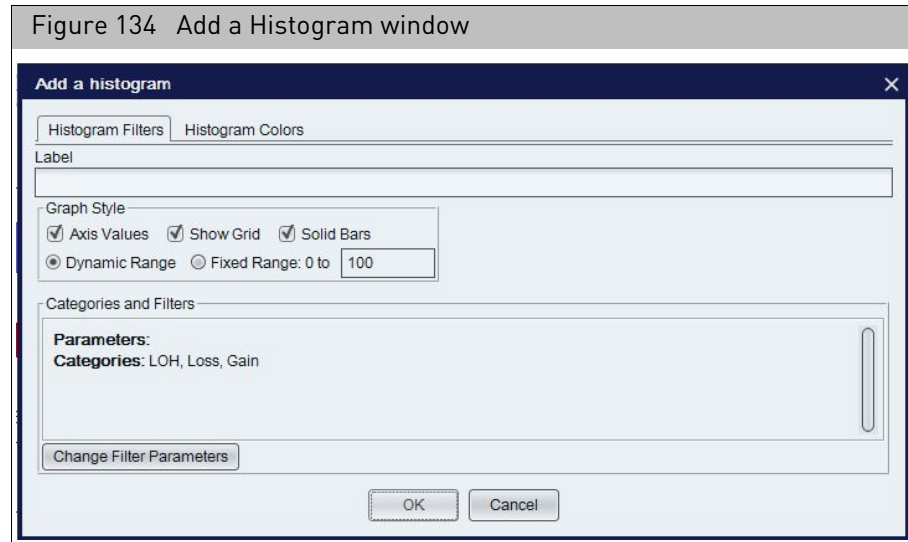 Figure 134 Add a Histogram window
Add a histogram
Histogram Filters Histogram Colors
Label
Graph Style
Axis Values Show Grid Solid Bars
Dynamic Range Fixed Range: 0 to 100
Categories and Filters
Parameters:
Categories: LOH, Loss, Gain
Change Filter Parameters
OK Cancel